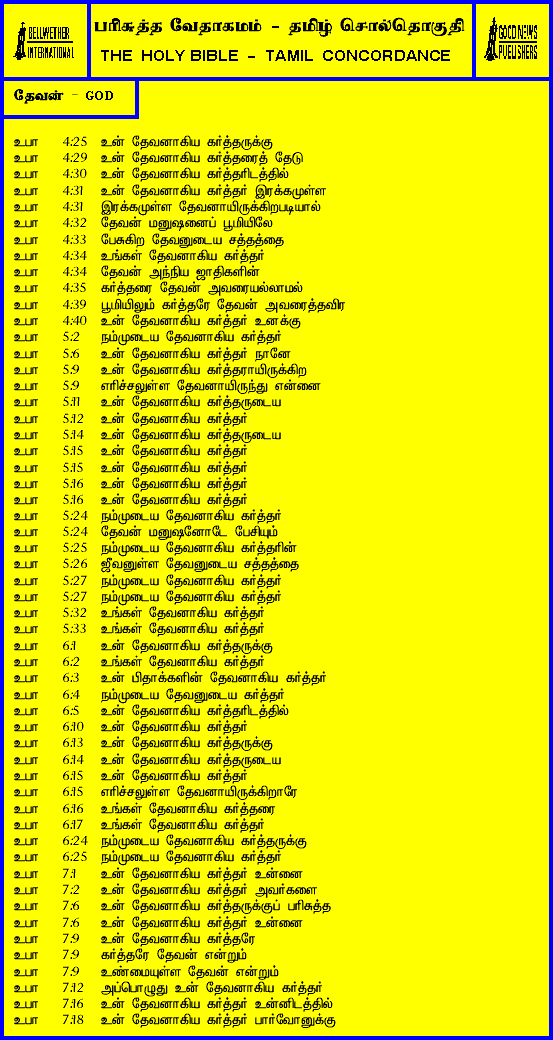 BELLWETHER
INTERNATIONAL
பரிசுத்த வேதாகமம் - தமிழ் சொல்தொகுதி
THE HOLY BIBLE - TAMIL CONCORDANCE
GOOD NEWS
PUBLISHERS
தேவன் - GOD
உபா 4:25 உன் தேவனாகிய கர்த்தருக்கு
உபா 4:29 உன் தேவனாகிய கர்த்தரைத் தேடு
உபா 4:30 உன் தேவனாகிய கர்த்தரிடத்தில்
உபா 4:31 உன் தேவனாகிய கர்த்தர் இரக்கமுள்ள
உபா 4:31 இரக்கமுள்ள தேவனாயிருக்கிறபடியால்
உபா 4:32 தேவன் மனுஷனைப் பூமியிலே
உபா 4:33 பேசுகிற தேவனுடைய சத்தத்தை
உபா 4:34 உங்கள் தேவனாகிய கர்த்தர்
உபா 4:34 தேவன் அந்நிய ஜாதிகளின்
உபா 4:35 கர்த்தரை தேவன் அவரையல்லாமல்
உபா 4:39 பூமியிலும் கர்த்தரே தேவன் அவரைத்தவிர
உபா 4:40 உன் தேவனாகிய கர்த்தர் உனக்கு
உபா 5:2 நம்முடைய தேவனாகிய கர்த்தர்
உபா 5:6 உன் தேவனாகிய கர்த்தர் நானே
உபா 5:9 உன் தேவனாகிய கர்த்தராயிருக்கிற
உபா 5:9 எரிச்சலுள்ள தேவனாயிருந்து என்னை
உபா 5:11 உன் தேவனாகிய கர்த்தருடைய
உபா 5:12 உன் தேவனாகிய கர்த்தர்
உபா 5:14 உன் தேவனாகிய கர்த்தருடைய
உபா 5:15 உன் தேவனாகிய கர்த்தர்
உபா 5:15 உன் தேவனாகிய கர்த்தர்
உபா 5:16 உன் தேவனாகிய கர்த்தர்
உபா 5:16 உன் தேவனாகிய கர்த்தர்
உபா 5:24 நம்முடைய தேவனாகிய கர்த்தர்
உபா 5:24 தேவன் மனுஷனோடே பேசியும்
உபா 5:25 நம்முடைய தேவனாகிய கர்த்தரின்
உபா 5:26 ஜீவனுள்ள தேவனுடைய சத்தத்தை
உபா 5:27 நம்முடைய தேவனாகிய கர்த்தர்
உபா 5:27 நம்முடைய தேவனாகிய கர்த்தர்
உபா 5:32 உங்கள் தேவனாகிய கர்த்தர்
உபா 5:33 உங்கள் தேவனாகிய கர்த்தர்
உபா 6:1 உன் தேவனாகிய கர்த்தருக்கு
உபா 6:2 உங்கள் தேவனாகிய கர்த்தர்
உபா 6:3 உன் பிதாக்களின் தேவனாகிய கர்த்தர்
உபா 6:4 நம்முடைய தேவனுடைய கர்த்தர்
உபா 6:5 உன் தேவனாகிய கர்த்தரிடத்தில்
உபா 6:10 உன் தேவனாகிய கர்த்தர்
உபா 6:13 உன் தேவனாகிய கர்த்தருக்கு
உபா 6:14 உன் தேவனாகிய கர்த்தருடைய
உபா 6:15 உன் தேவனாகிய கர்த்தர்
உபா 6:15 எரிச்சலுள்ள தேவனாயிருக்கிறாரே
உபா 6:16 உங்கள் தேவனாகிய கர்த்தரை
உபா 6:17 உங்கள் தேவனாகிய கர்த்தர்
உபா 6:24 நம்முடைய தேவனாகிய கர்த்தருக்கு
உபா 6:25 நம்முடைய தேவனாகிய கர்த்தர்
உபா 7:1 உன் தேவனாகிய கர்த்தர் உன்னை
உபா 7:2 உன் தேவனாகிய கர்த்தர் அவர்களை
உபா 7:6 உன் தேவனாகிய கர்த்தருக்குப் பரிசுத்த
உபா 7:6 உன் தேவனாகிய கர்த்தர் உன்னை
உபா 7:9 உன் தேவனாகிய கர்த்தரே
உபா 7:9 கர்த்தரே தேவன் என்றும்
உபா 7:9 உண்மையுள்ள தேவன் என்றும்
உபா 7:12 அப்பொழுது உன் தேவனாகிய கர்த்தர்
உபா 7:16 உன் தேவனாகிய கர்த்தர் உன்னிடத்தில்
உபா 7:18 உன் தேவனாகிய கர்த்தர் பார்வோனுக்கு